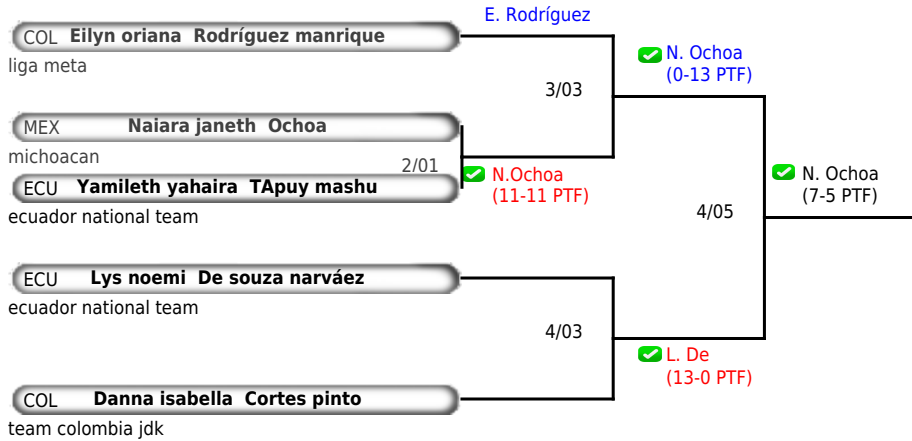 E. Rodríguez
COL Eilyn oriana Rodríguez manrique
liga meta
N. Ochoa
(0-13 PTF)
3/03
MEX Naiara janeth Ochoa
michoacan
2/01
N.Ochoa
(11-11 PTF)
ECU Yamileth yahaira TApuy mashu
ecuador national team
N. Ochoa
(7-5 PTF)
4/05
ECU Lys noemi De souza narváez
ecuador national team
4/03
L. De
(13-0 PTF)
COL Danna isabella Cortes pinto
team colombia jdk